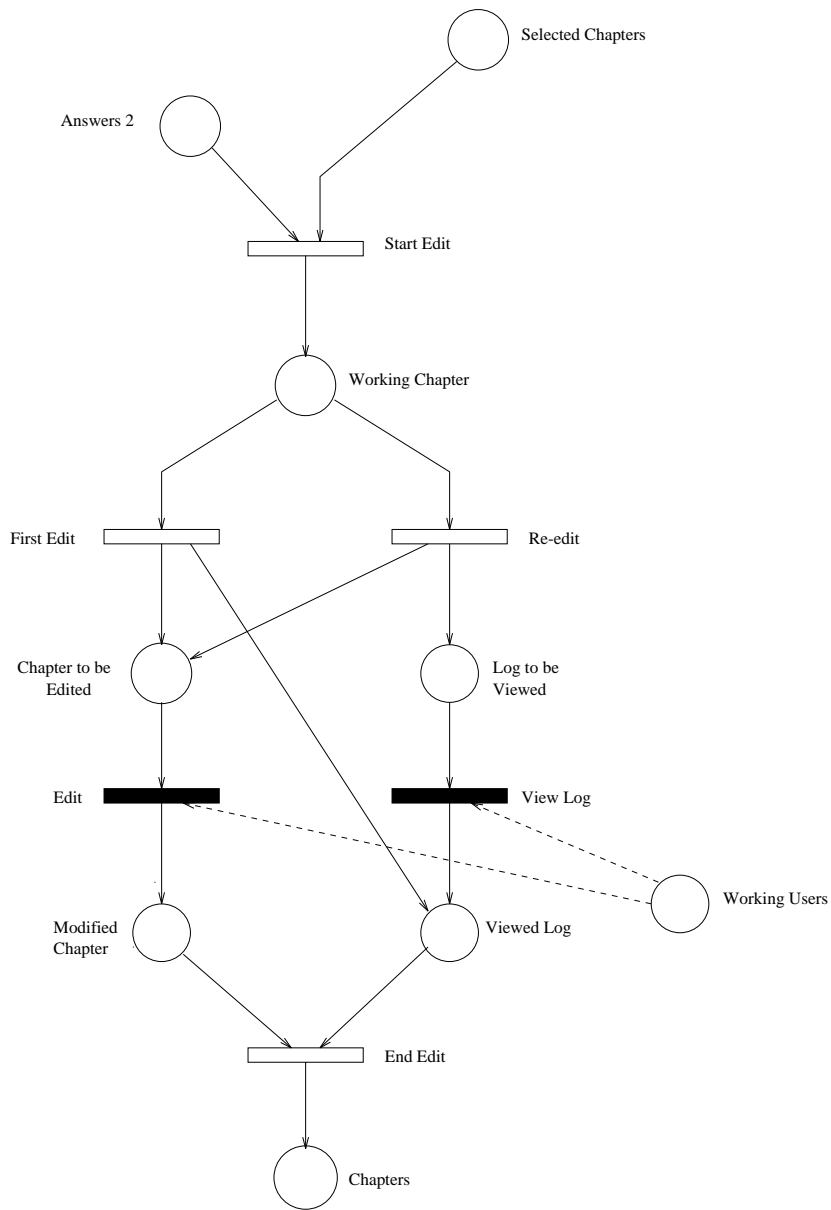 Selected Chapters
Answers 2
Start Edit
Working Chapter
First Edit
Re-edit
Chapter to be
Edited
Log to be
Viewed
Edit
View Log
Working Users
Modified
Chapter
Viewed Log
End Edit
Chapters